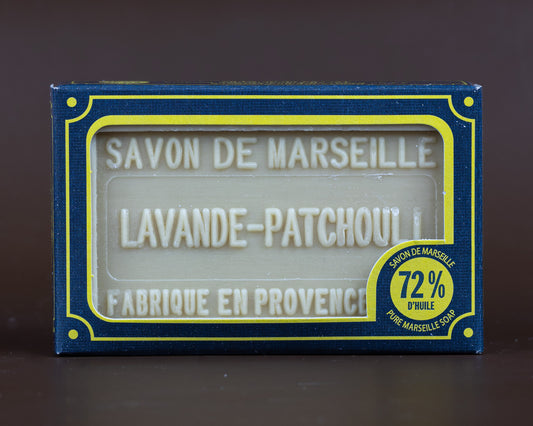 SAVON DE MARSEILLE
LAVANDE-PATCHOULI
FABRIQUE EN PROVENCE
SAVON DE MARSEILLE
72%
D'HUILE
PURE MARSEILLE SOAP